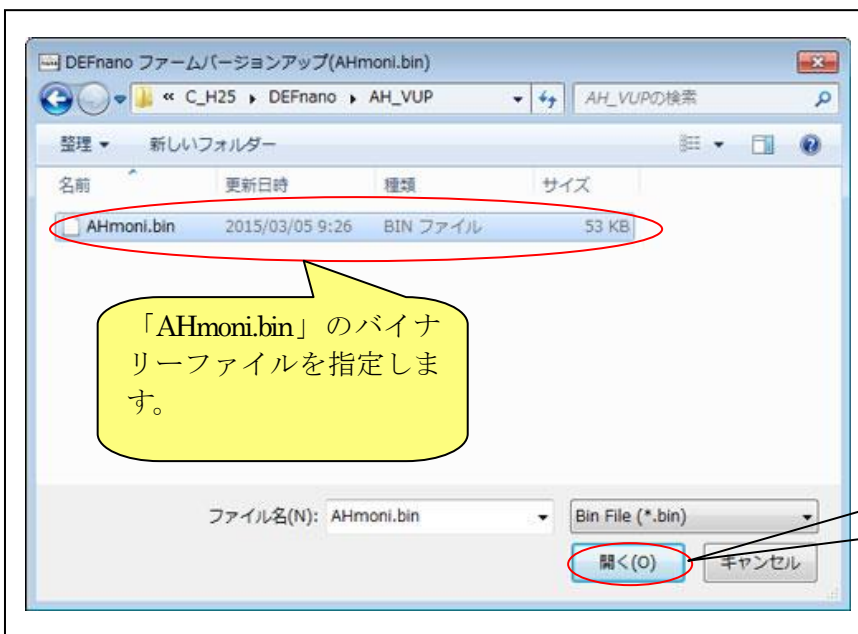 DEFnano ファームバージョンアップ(AHmoni.bin)
« C_H25 DEFnano AH_VUP AH_VUPの検索
整理 新しいフォルダー
名前 更新日時 種類 サイズ
AHmoni.bin 2015/03/05 9:26 BIN ファイル 53 KB
「AHmoni.bin」のバイナ
リーファイルを指定しま
す。
ファイル名(N): AHmoni.bin Bin File (*.bin)
開く(O) キャンセル